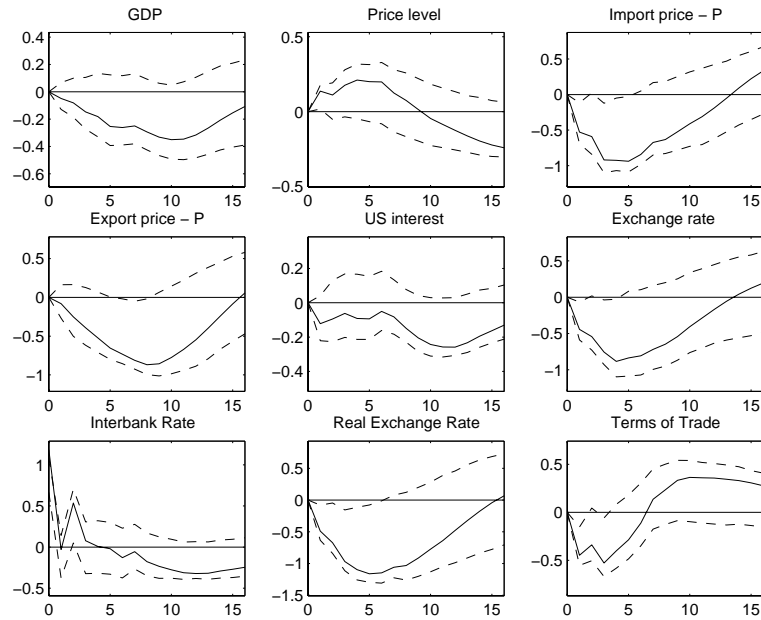 GDP
0.4
0.2
0
−0.2
−0.4
−0.6
0 5 10 15
Price level
0.5
0
−0.5
0 5 10 15
Import price − P
0.5
0
−0.5
−1
0 5 10 15
Export price − P
0.5
0
−0.5
−1
0 5 10 15
US interest
0.2
0
−0.2
−0.4
0 5 10 15
Exchange rate
0.5
0
−0.5
−1
0 5 10 15
Interbank Rate
1
0.5
0
−0.5
0 5 10 15
Real Exchange Rate
0.5
0
−0.5
−1
−1.5
0 5 10 15
Terms of Trade
0.5
0
−0.5
0 5 10 15